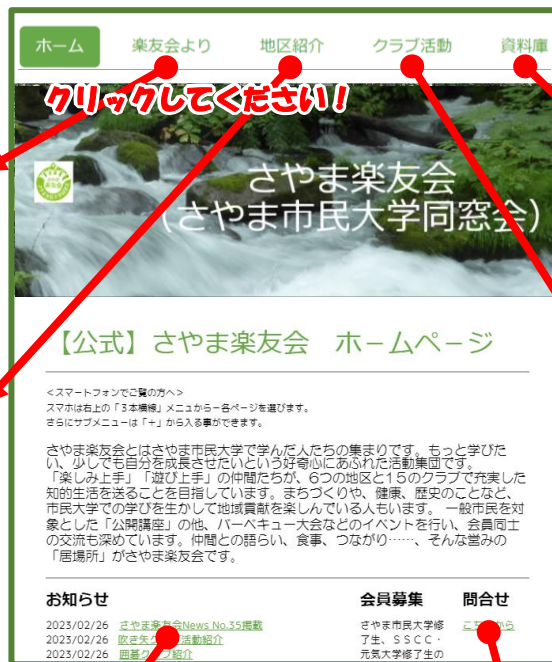 ホーム 楽友会より 地区紹介 クラブ活動 資料庫
クリックしてください！
さやま楽友会
（さやま市民大学同窓会）
【公式】さやま楽友会 ホームページ
＜スマートフォンでご覧の方へ＞
スマホは右上の「３本横線」メニュから一各ページを選びます。
さらにサブメニューは「＋」から入る事ができます。
さやま楽友会とはさやま市民大学で学んだ人たちの集まりです。もっと学びた
い、少しでも自分を成長させたいという好奇心にあふれた活動集団です。
「楽しみ上手」「遊び上手」の仲間たちが、6つの地区と１５のクラブで充実した
知的生活を送ることを目指しています。まちづくりや、健康、歴史のことなど、
市民大学での学びを生かして地域貢献を楽しんでいる人もいます。 一般市民を対
象とした「公開講座」の他、バーベキュー大会などのイベントを行い、会員同士
の交流も深めています。仲間との語らい、食事、つながり……、そんな営みの
「居場所」がさやま楽友会です。
お知らせ
2023/02/26 さやま楽友会News No.35掲載
2023/02/26 吹き矢クラブ活動紹介
2023/02/26 囲碁クラブ紹介
会員募集
さやま市民大学修
了生、ＳＳＣＣ・
元気大学修了生の
問合せ
こちらから